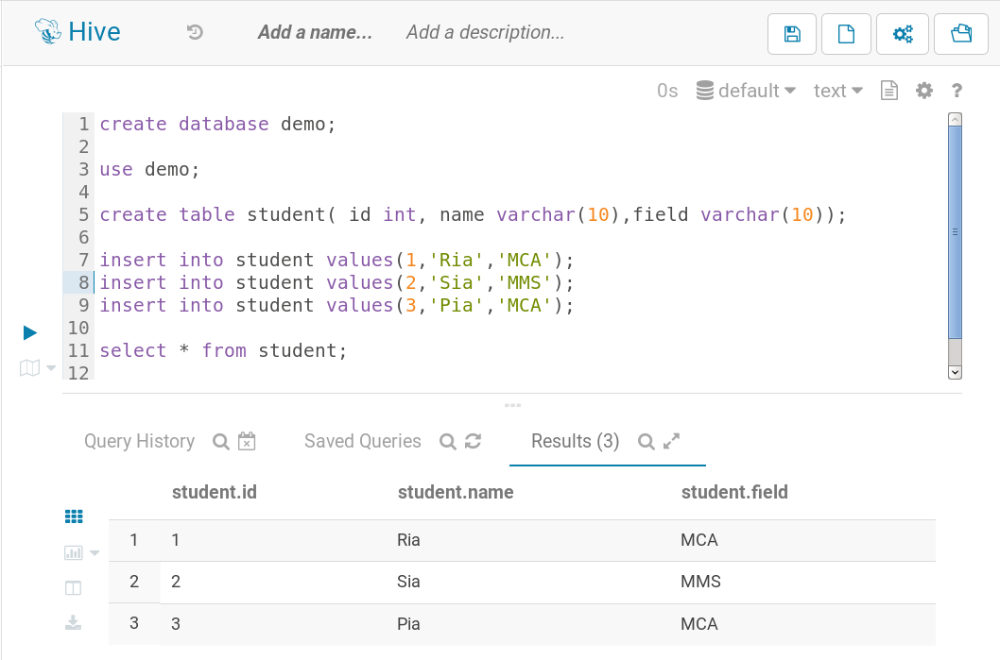 Hive Add a name... Add a description...
0s default text ?
1 create database demo;
2
3 use demo;
4
5 create table student( id int, name varchar(10),field varchar(10));
6
7 insert into student values(1,'Ria','MCA');
8 insert into student values(2,'Sia','MMS');
9 insert into student values(3,'Pia','MCA');
10
11 select * from student;
12
Query History Saved Queries Results (3)
student.id student.name student.field
1 1 Ria MCA
2 2 Sia MMS
3 3 Pia MCA